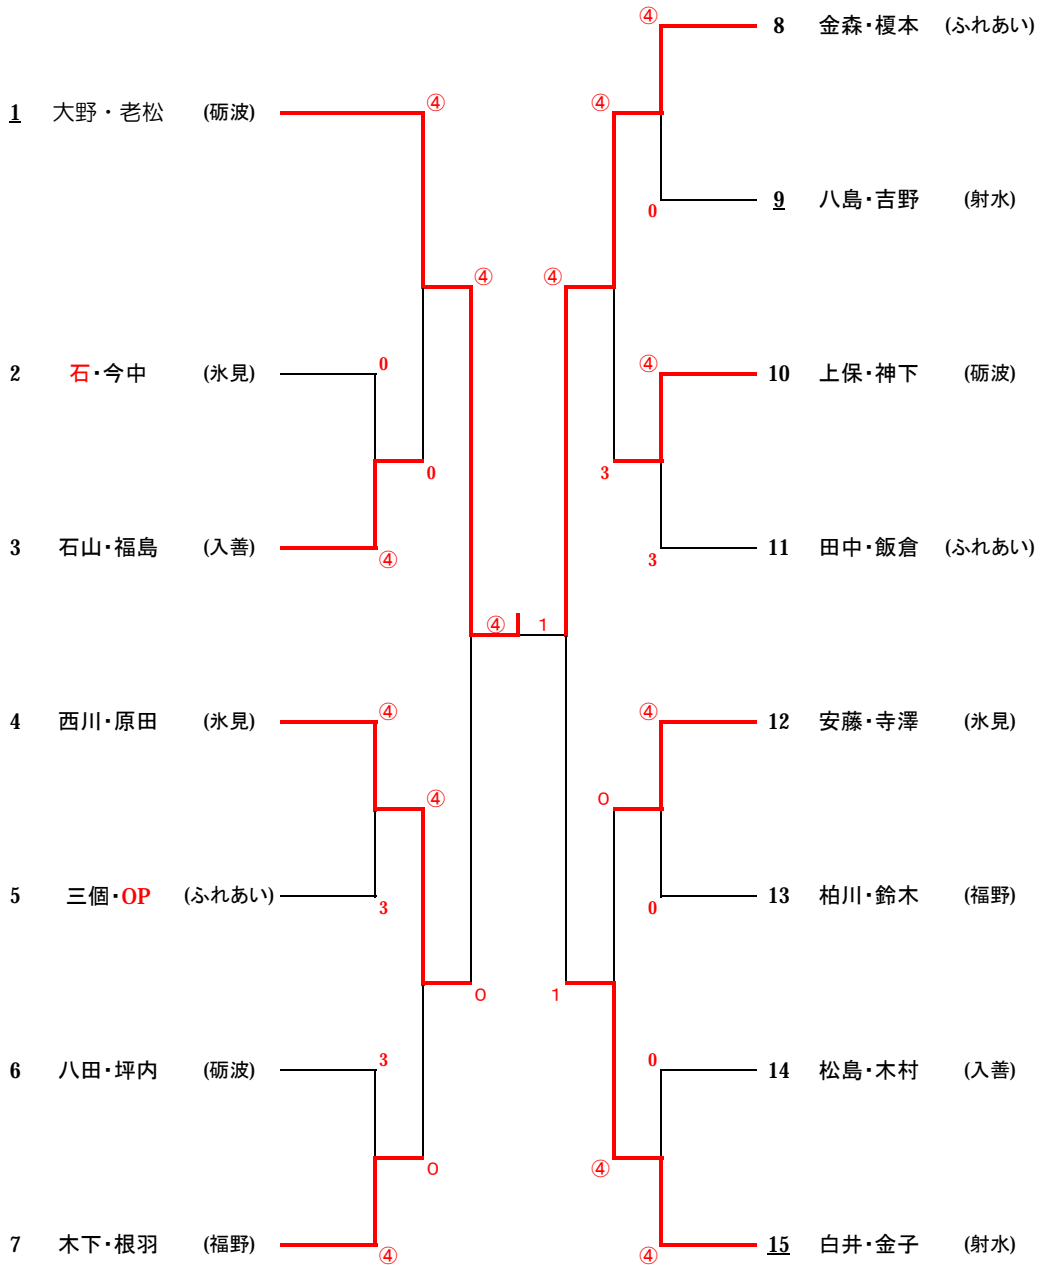 ④
8 金森・榎本 (ふれあい)
1 大野・老松 (砺波)
④
④
0
9 八島・吉野 (射水)
④
④
2 石・今中 (氷見)
0
④
10 上保・神下 (砺波)
0
3
3 石山・福島 (入善)
④
3
11 田中・飯倉 (ふれあい)
④
1
4 西川・原田 (氷見)
④
④
12 安藤・寺澤 (氷見)
④
0
5 三個・OP (ふれあい)
3
0
13 柏川・鈴木 (福野)
0
1
6 八田・坪内 (砺波)
3
0
14 松島・木村 (入善)
0
④
7 木下・根羽 (福野)
④
④
15 白井・金子 (射水)